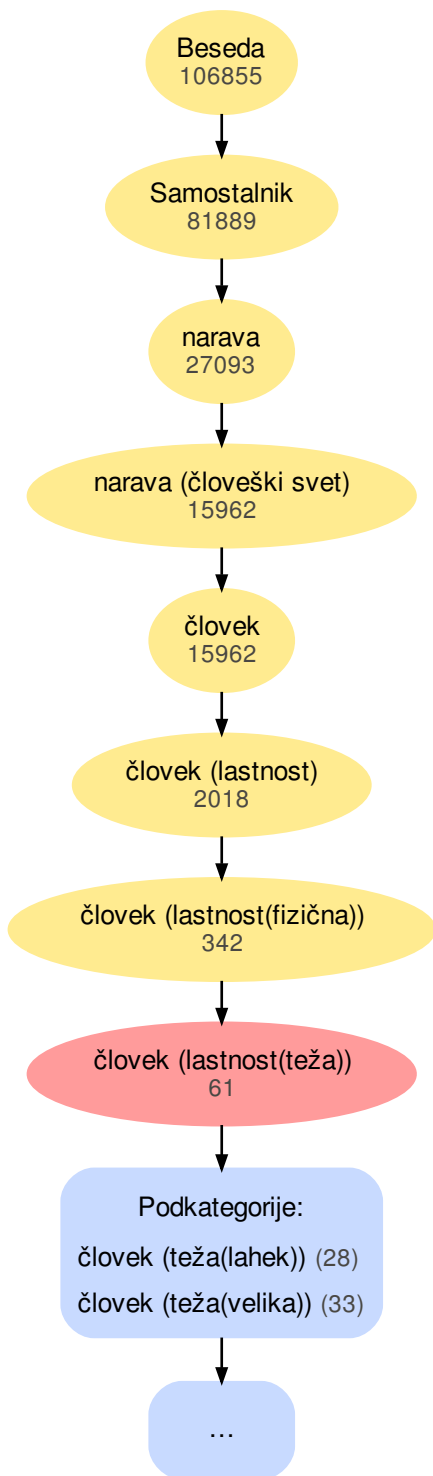 Beseda
106855
Samostalnik
81889
narava
27093
narava (človeški svet)
15962
človek
15962
človek (lastnost)
2018
človek (lastnost(fizična))
342
človek (lastnost(teža))
61
Podkategorije:
človek (teža(lahek)) (28)
človek (teža(velika)) (33)
...